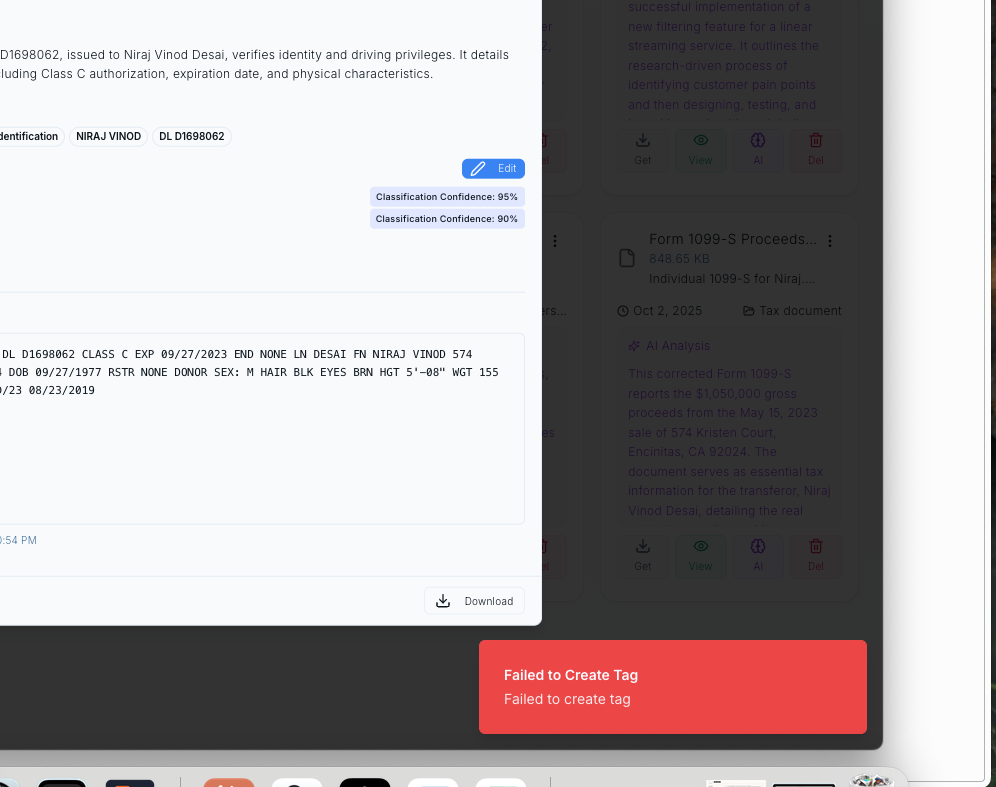 D1698062, issued to Niraj Vinod Desai, verifies identity and driving privileges. It details
cluding Class C authorization, expiration date, and physical characteristics.
dentification
NIRAJ VINOD
DL D1698062
Edit
Classification Confidence: 95%
Classification Confidence: 90%
DL D1698062 CLASS C EXP 09/27/2023 END NONE LN DESAI FN NIRAJ VINOD 574
DOB 09/27/1977 RSTR NONE DONOR SEX: M HAIR BLK EYES BRN HGT 5'-08" WGT 155
/23 08/23/2019
:54 PM
Download
successful implementation of a
new filtering feature for a linear
streaming service. It outlines the
research-driven process of
identifying customer pain points
and then designing, testing, and
Get
View
AI
Del
Form 1099-S Proceeds...
848.65 KB
Individual 1099-S for Niraj....
Oct 2, 2025
Tax document
AI Analysis
This corrected Form 1099-S
reports the $1,050,000 gross
proceeds from the May 15, 2023
sale of 574 Kristen Court,
Encinitas, CA 92024. The
document serves as essential tax
information for the transferor, Niraj
Vinod Desai, detailing the real
Get
View
AI
Del
Failed to Create Tag
Failed to create tag